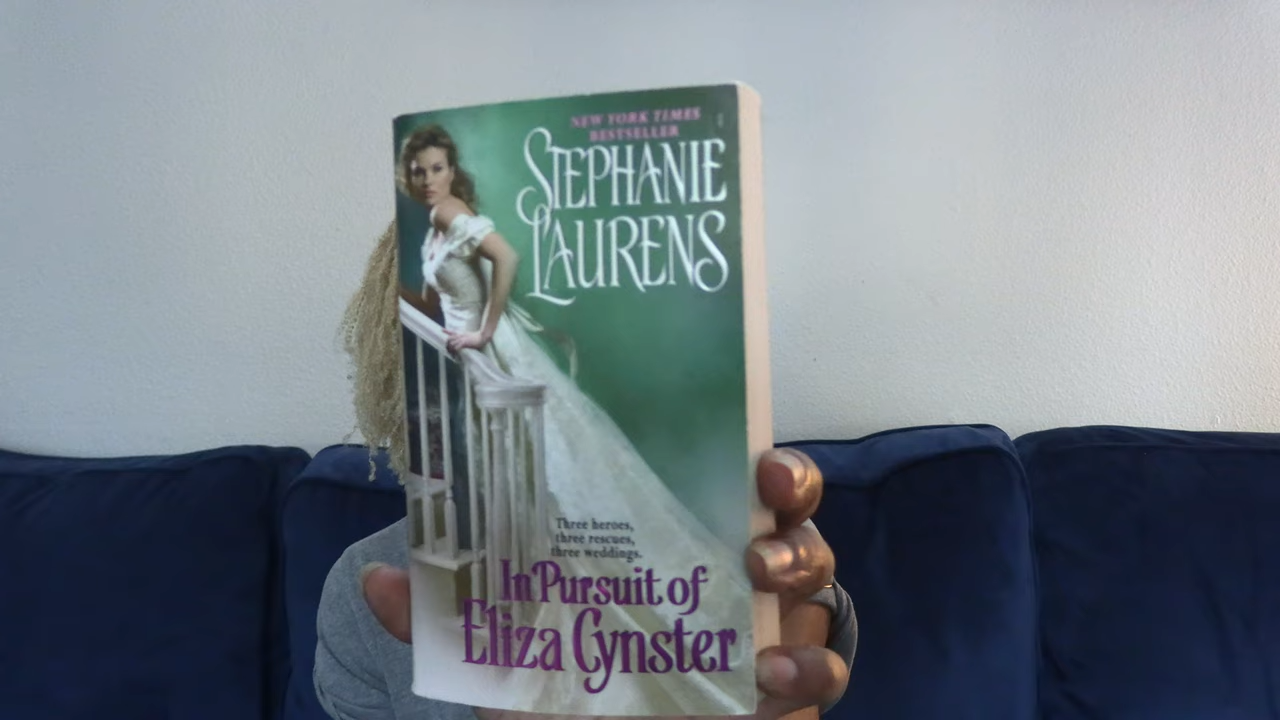 NEW YORK TIMES
BESTSELLER
STEPHANIE
LAURENS
Three heroes,
three rescues,
three weddings.
In Pursuit of
Eliza Cynster